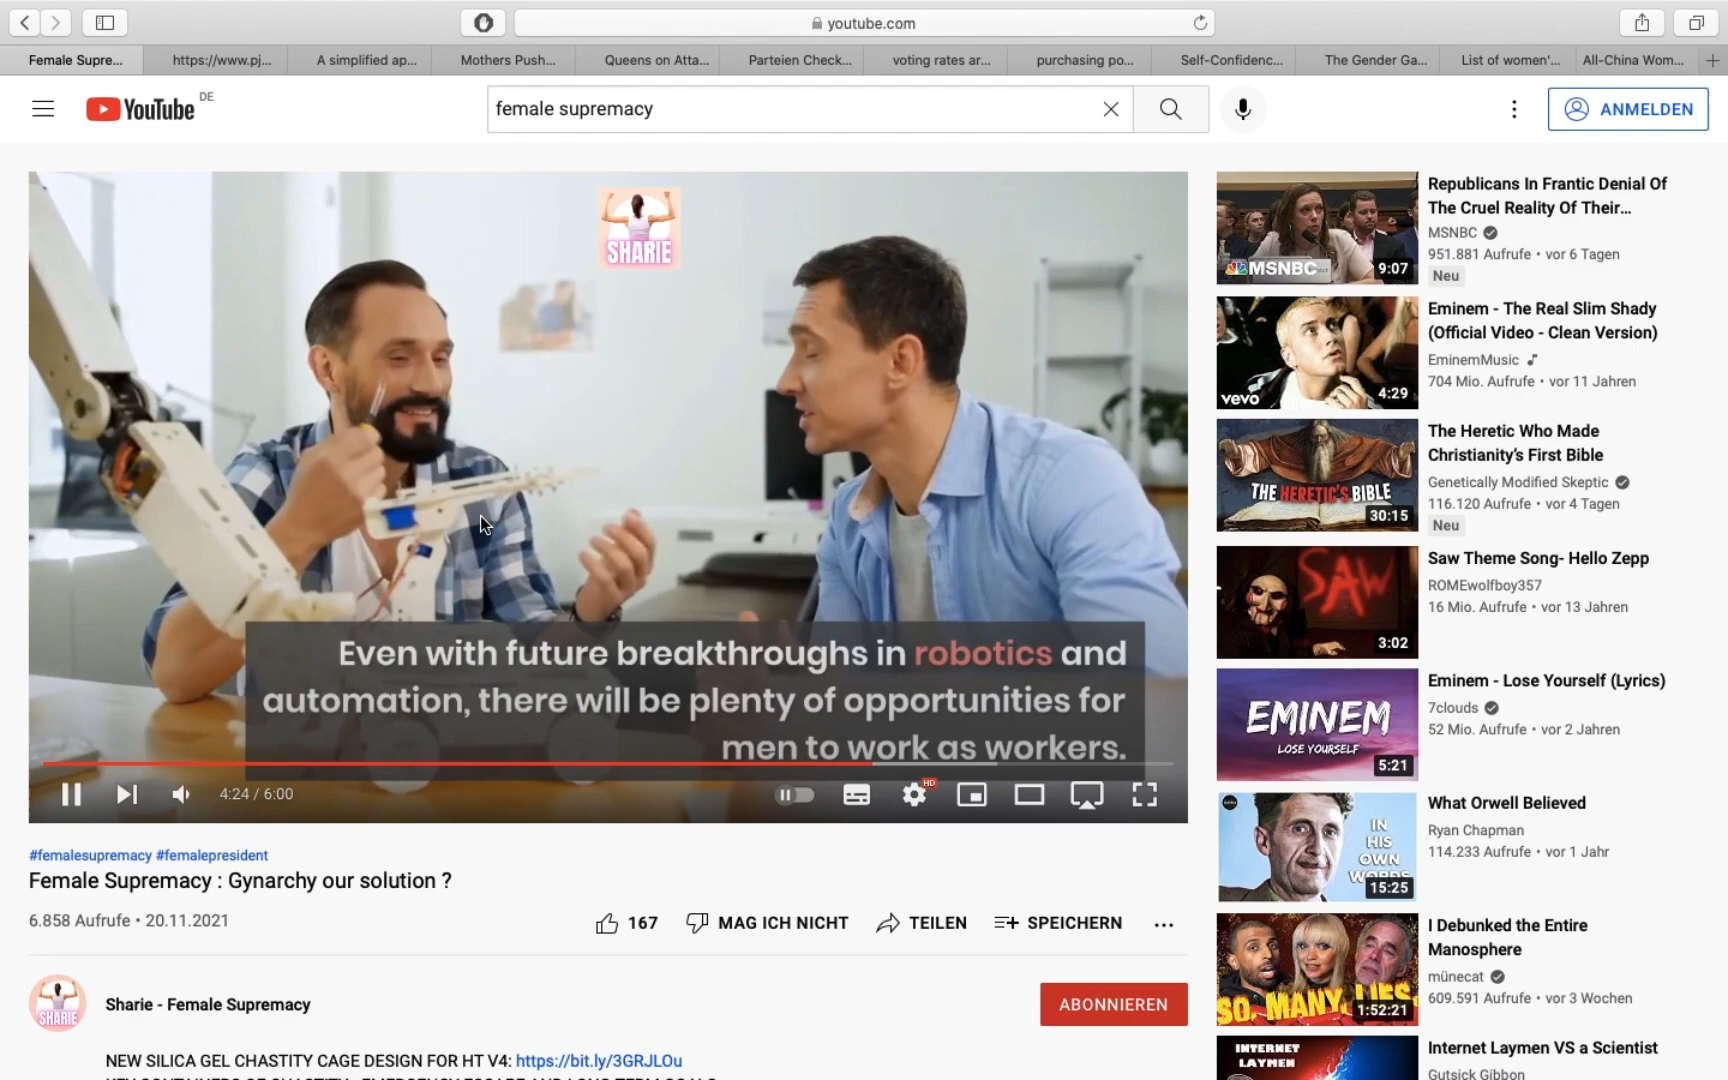 youtube.com
Female Supre...
https://www.pj...
A simplified ap...
Mothers Push...
Queens on Atta...
Parteien Check...
voting rates ar...
purchasing po...
Self-Confidenc...
The Gender Ga...
List of women'...
All-China Wom...
YouTube DE
female supremacy
ANMELDEN
SHARIE
Even with future breakthroughs in robotics and
automation, there will be plenty of opportunities for
men to work as workers.
4:24 / 6:00
HD
#femalesupremacy #femalepresident
Female Supremacy : Gynarchy our solution ?
6.858 Aufrufe • 20.11.2021
167
MAG ICH NICHT
TEILEN
SPEICHERN
SHARIE
Sharie - Female Supremacy
ABONNIEREN
NEW SILICA GEL CHASTITY CAGE DESIGN FOR HT V4: https://bit.ly/3GRJLOu
MSNBC
9:07
Republicans In Frantic Denial Of
The Cruel Reality Of Their...
MSNBC
951.881 Aufrufe • vor 6 Tagen
Neu
vevo
4:29
Eminem - The Real Slim Shady
(Official Video - Clean Version)
EminemMusic
704 Mio. Aufrufe • vor 11 Jahren
THE HERETIC'S BIBLE
30:15
The Heretic Who Made
Christianity's First Bible
Genetically Modified Skeptic
116.120 Aufrufe • vor 4 Tagen
Neu
SAW
3:02
Saw Theme Song- Hello Zepp
ROMEwolfboy357
16 Mio. Aufrufe • vor 13 Jahren
EMINEM
LOSE YOURSELF
5:21
Eminem - Lose Yourself (Lyrics)
7clouds
52 Mio. Aufrufe • vor 2 Jahren
IN
HIS
OWN
WORDS
15:25
What Orwell Believed
Ryan Chapman
114.233 Aufrufe • vor 1 Jahr
SO. MANY. LIES.
1:52:21
I Debunked the Entire
Manosphere
münecat
609.591 Aufrufe • vor 3 Wochen
INTERNET
LAYMEN
Internet Laymen VS a Scientist
Gutsick Gibbon